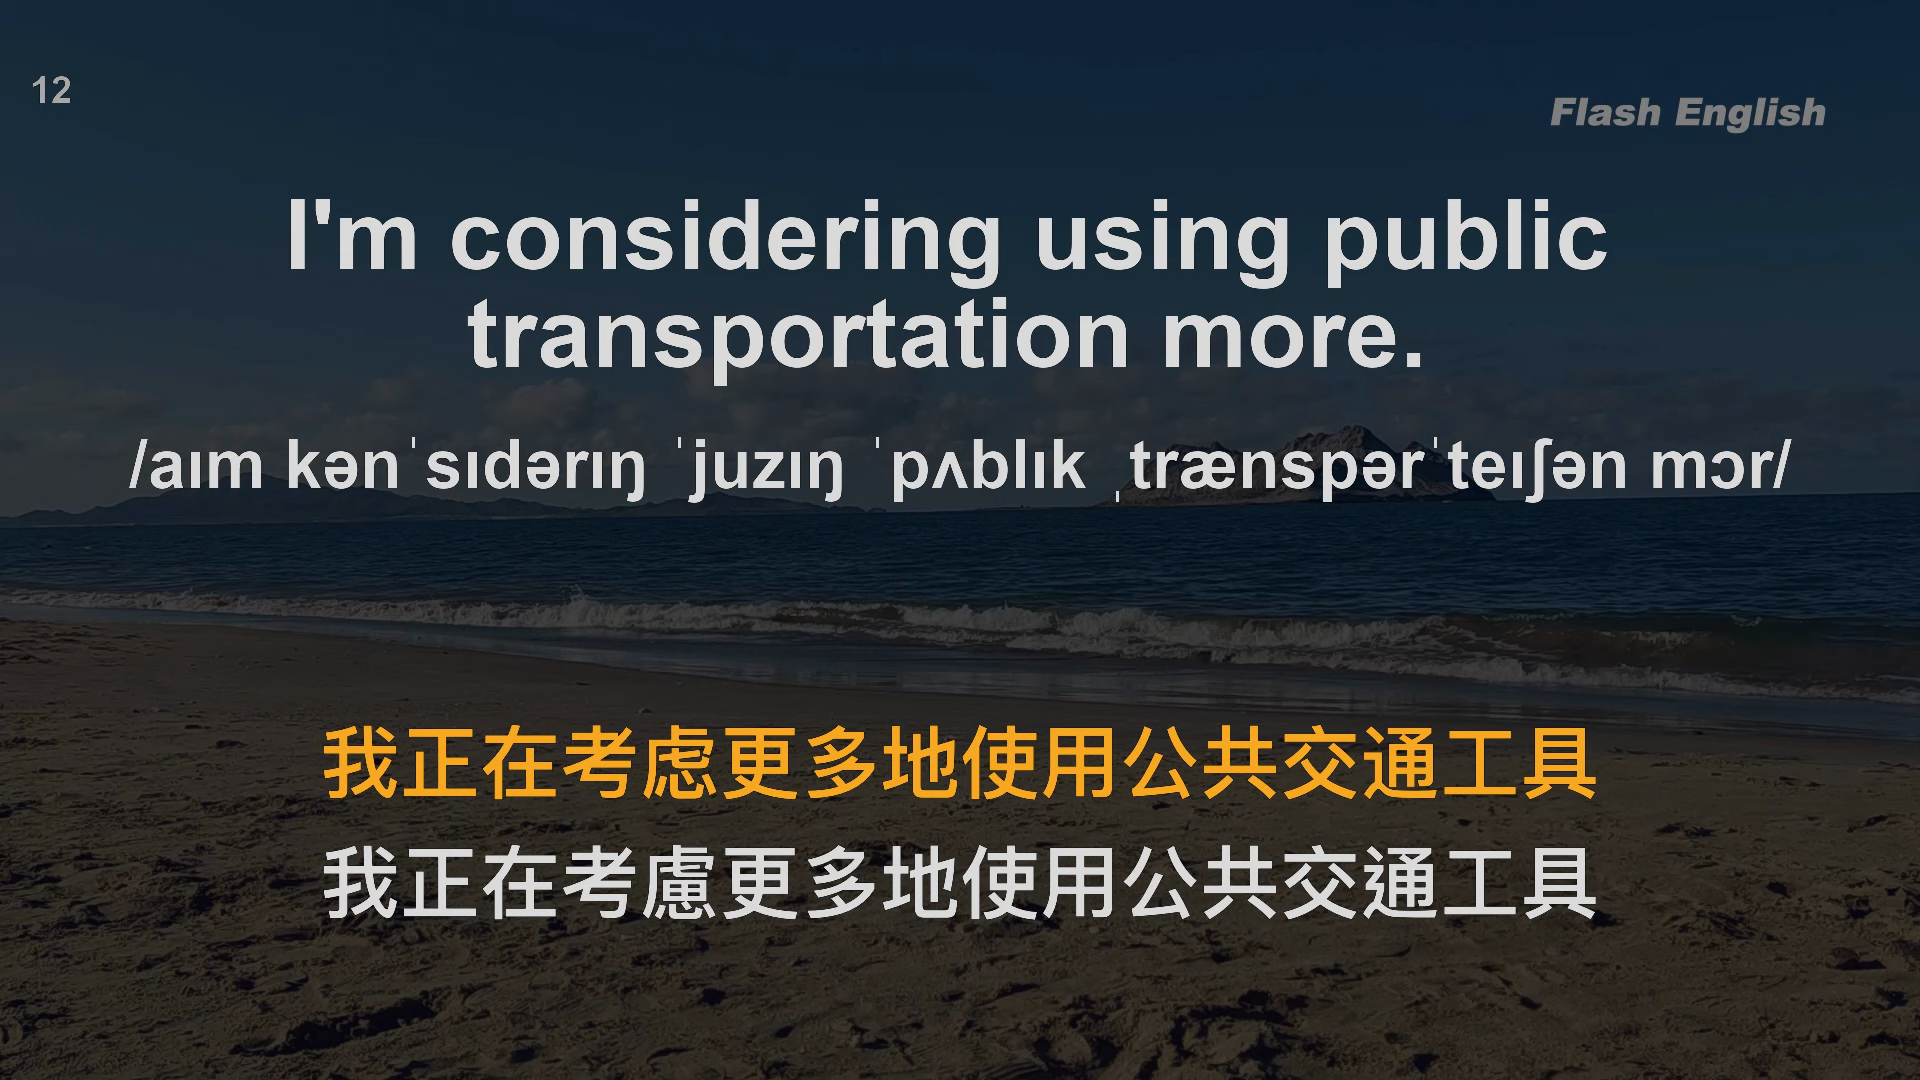 12
Flash English
I'm considering using public
transportation more.
/aɪm kənˈsɪdərɪŋ ˈjuzɪŋ ˈpʌblɪk ˌtrænspərˈteɪʃən mɔr/
我正在考虑更多地使用公共交通工具
我正在考慮更多地使用公共交通工具